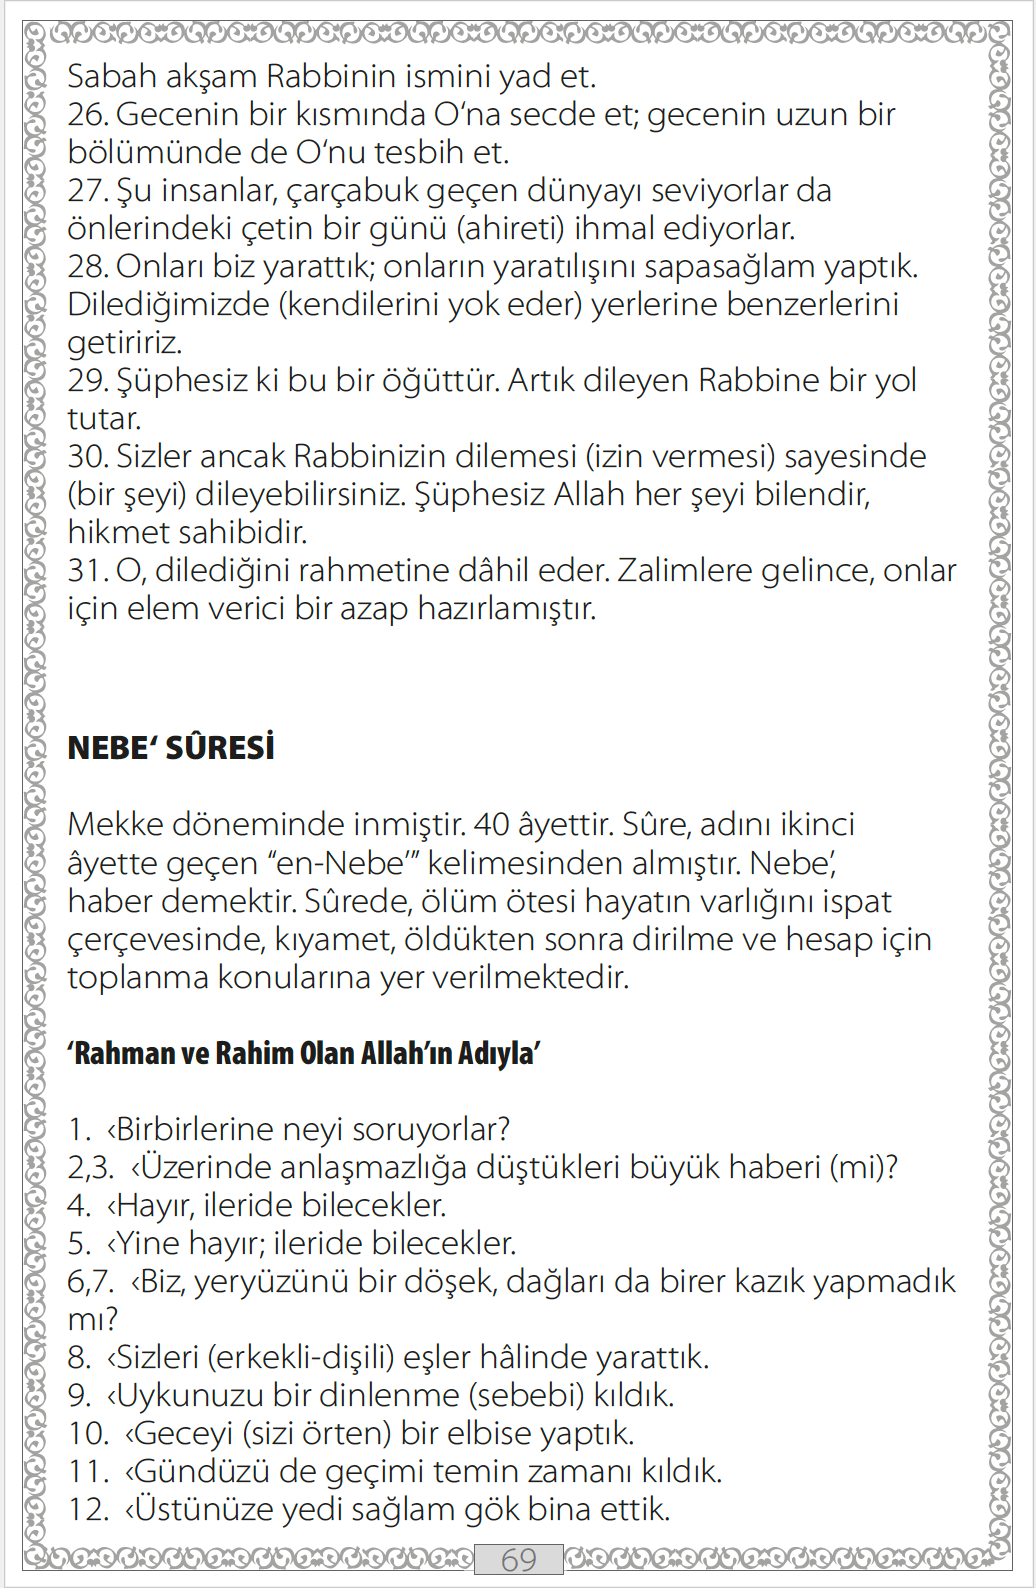 Sabah akşam Rabbinin ismini yad et.
26. Gecenin bir kısmında O‘na secde et; gecenin uzun bir
bölümünde de O‘nu tesbih et.
27. Şu insanlar, çarçabuk geçen dünyayı seviyorlar da
önlerindeki çetin bir günü (ahireti) ihmal ediyorlar.
28. Onları biz yarattık; onların yaratılışını sapasağlam yaptık.
Dilediğimizde (kendilerini yok eder) yerlerine benzerlerini
getiririz.
29. Şüphesiz ki bu bir öğüttür. Artık dileyen Rabbine bir yol
tutar.
30. Sizler ancak Rabbinizin dilemesi (izin vermesi) sayesinde
(bir şeyi) dileyebilirsiniz. Şüphesiz Allah her şeyi bilendir,
hikmet sahibidir.
31. O, dilediğini rahmetine dâhil eder. Zalimlere gelince, onlar
için elem verici bir azap hazırlamıştır.
NEBE‘ SÛRESİ
Mekke döneminde inmiştir. 40 âyettir. Sûre, adını ikinci
âyette geçen “en-Nebe’” kelimesinden almıştır. Nebe’,
haber demektir. Sûrede, ölüm ötesi hayatın varlığını ispat
çerçevesinde, kıyamet, öldükten sonra dirilme ve hesap için
toplanma konularına yer verilmektedir.
‘Rahman ve Rahim Olan Allah’ın Adıyla’
1. ‹Birbirlerine neyi soruyorlar?
2,3. ‹Üzerinde anlaşmazlığa düştükleri büyük haberi (mi)?
4. ‹Hayır, ileride bilecekler.
5. ‹Yine hayır; ileride bilecekler.
6,7. ‹Biz, yeryüzünü bir döşek, dağları da birer kazık yapmadık
mı?
8. ‹Sizleri (erkekli-dişili) eşler hâlinde yarattık.
9. ‹Uykunuzu bir dinlenme (sebebi) kıldık.
10. ‹Geceyi (sizi örten) bir elbise yaptık.
11. ‹Gündüzü de geçimi temin zamanı kıldık.
12. ‹Üstünüze yedi sağlam gök bina ettik.
69